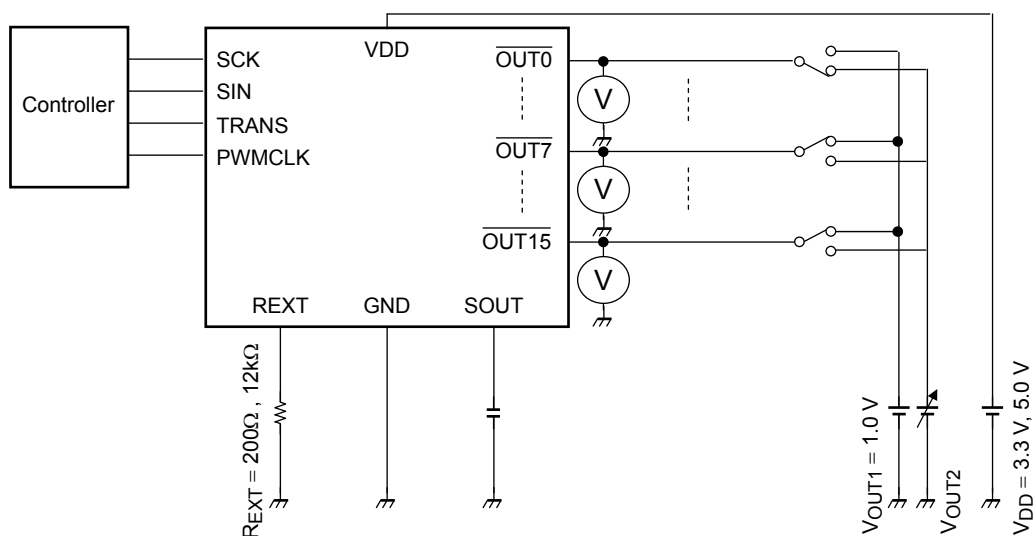 VDD
SCK
SIN
TRANS
PWMCLK
Controller
OUT0
V
OUT7
V
OUT15
V
REXT
GND
SOUT
REXT = 200Ω , 12kΩ
VOUT1 = 1.0 V
VOUT2
VDD = 3.3 V, 5.0 V